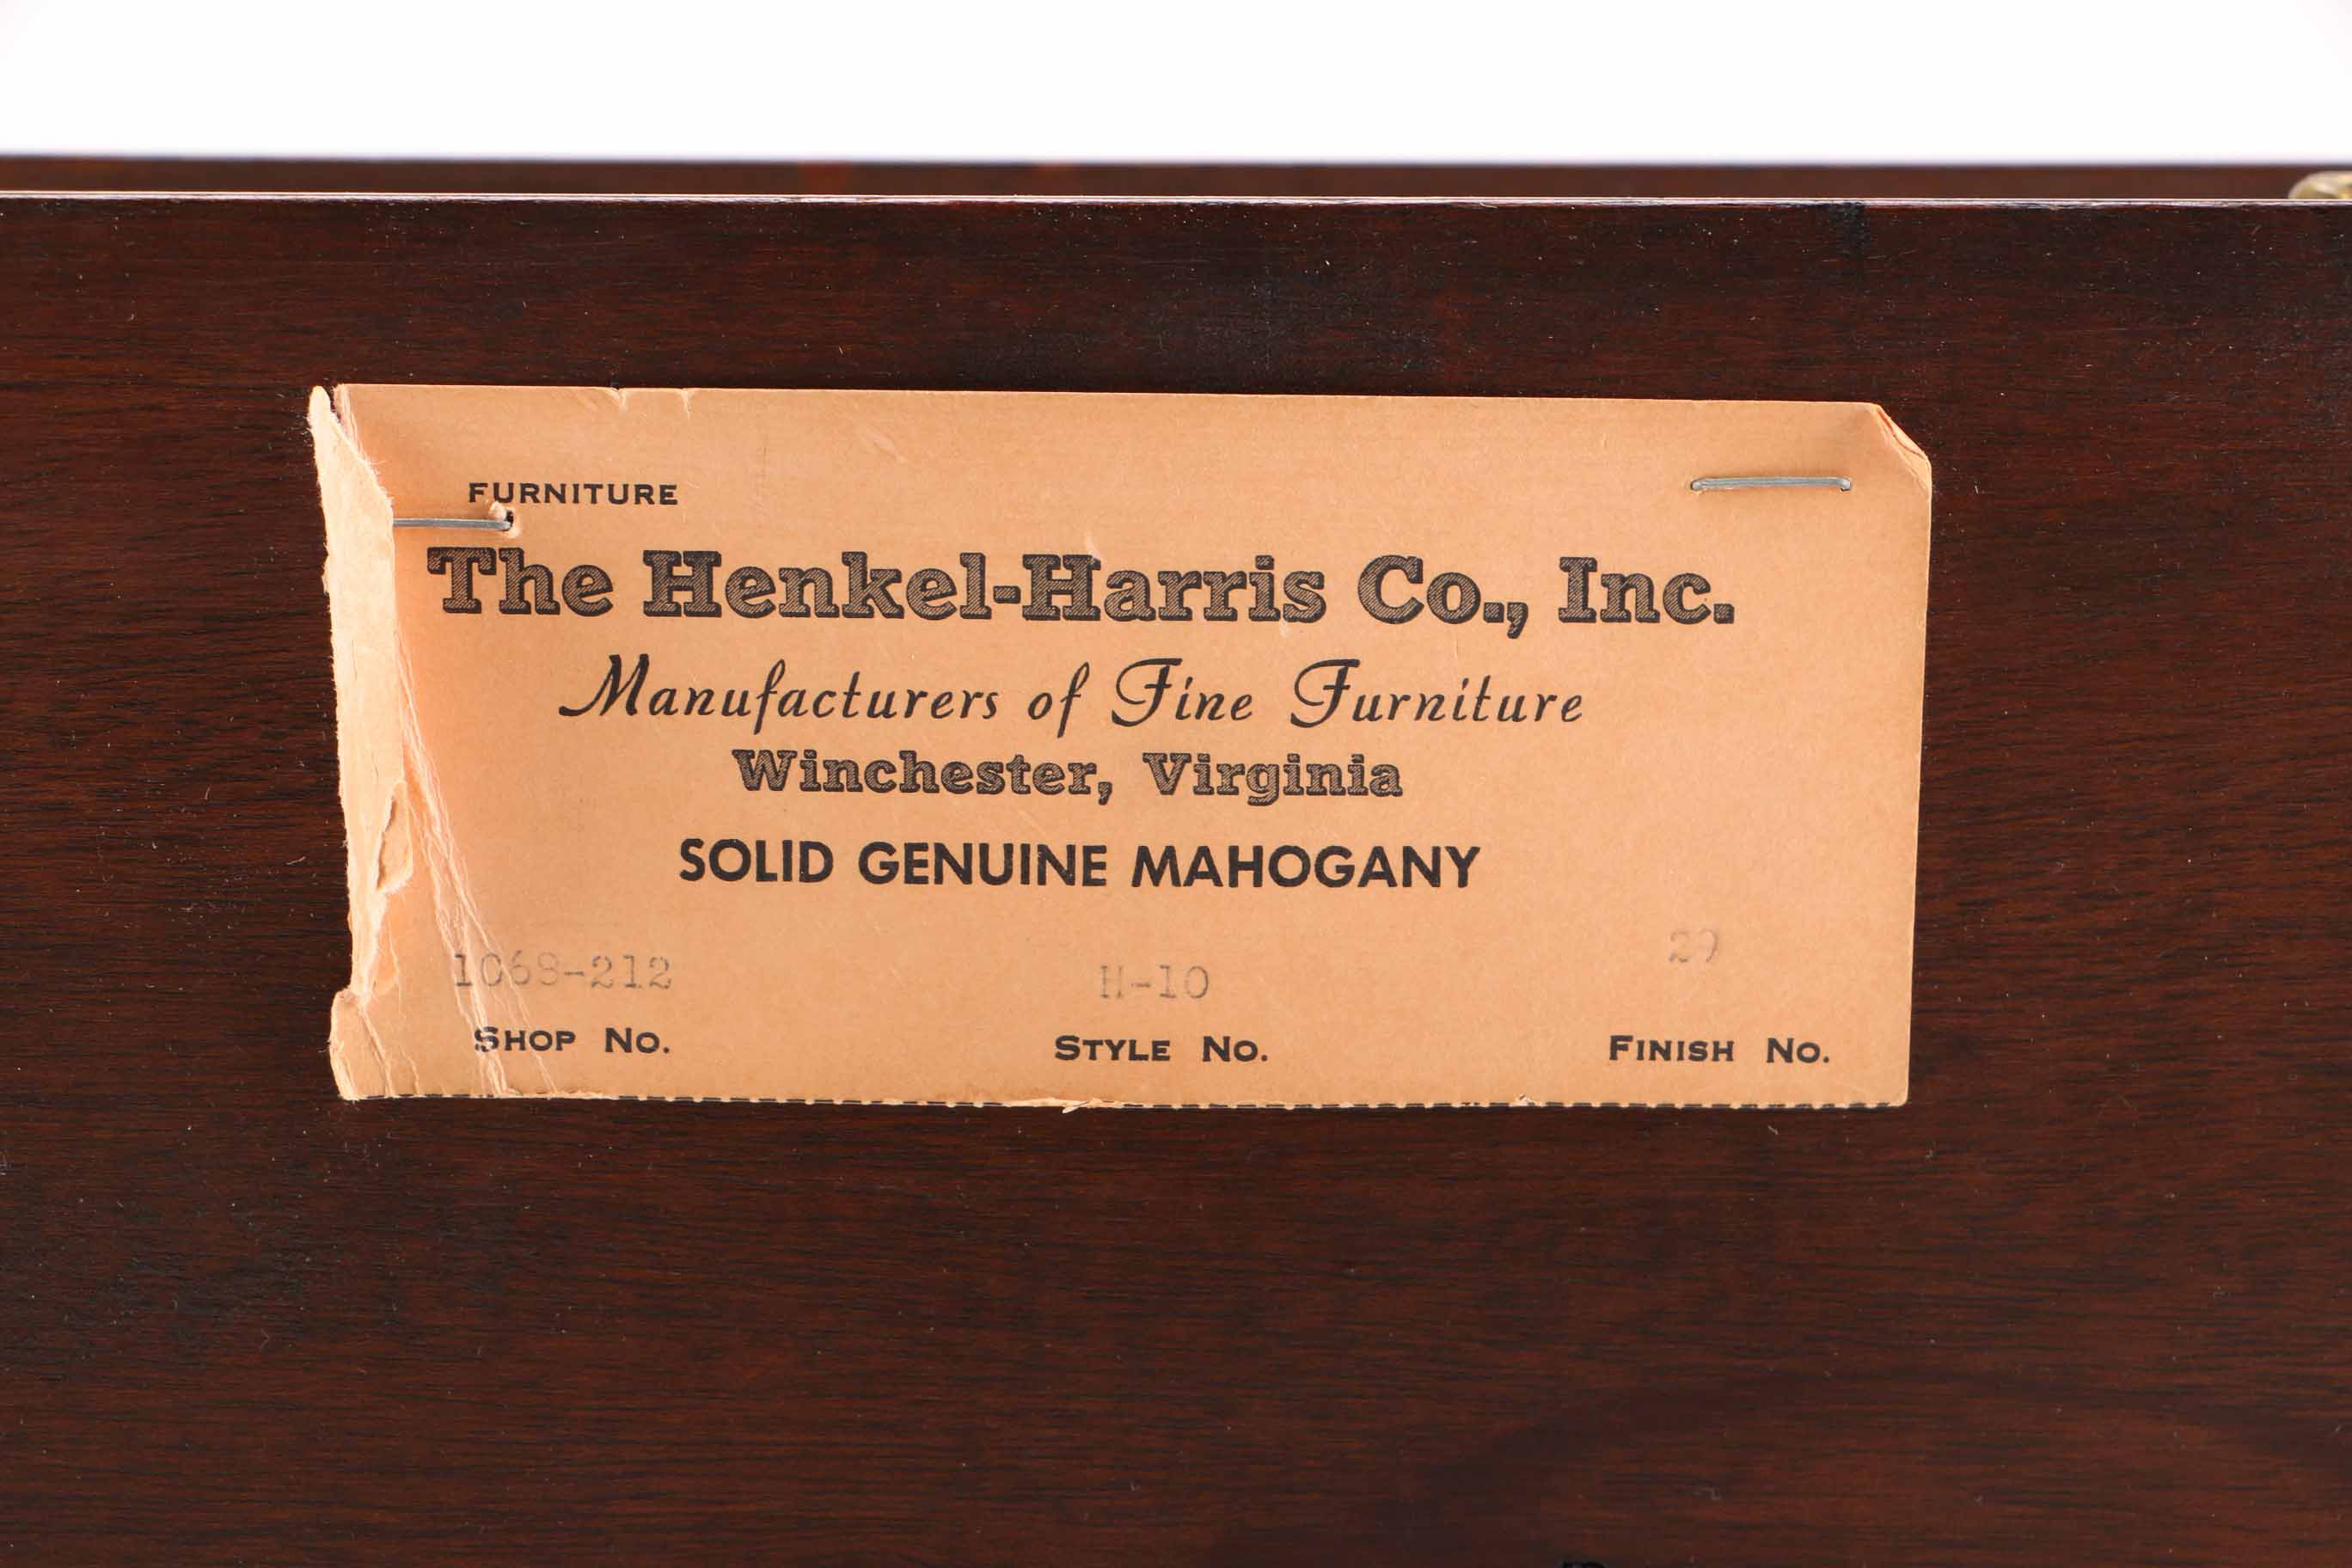 FURNITURE
The Henkel-Harris Co., Inc.
Manufacturers of Fine Furniture
Winchester, Virginia
SOLID GENUINE MAHOGANY
1068-212 H-10 29
SHOP NO. STYLE NO. FINISH NO.